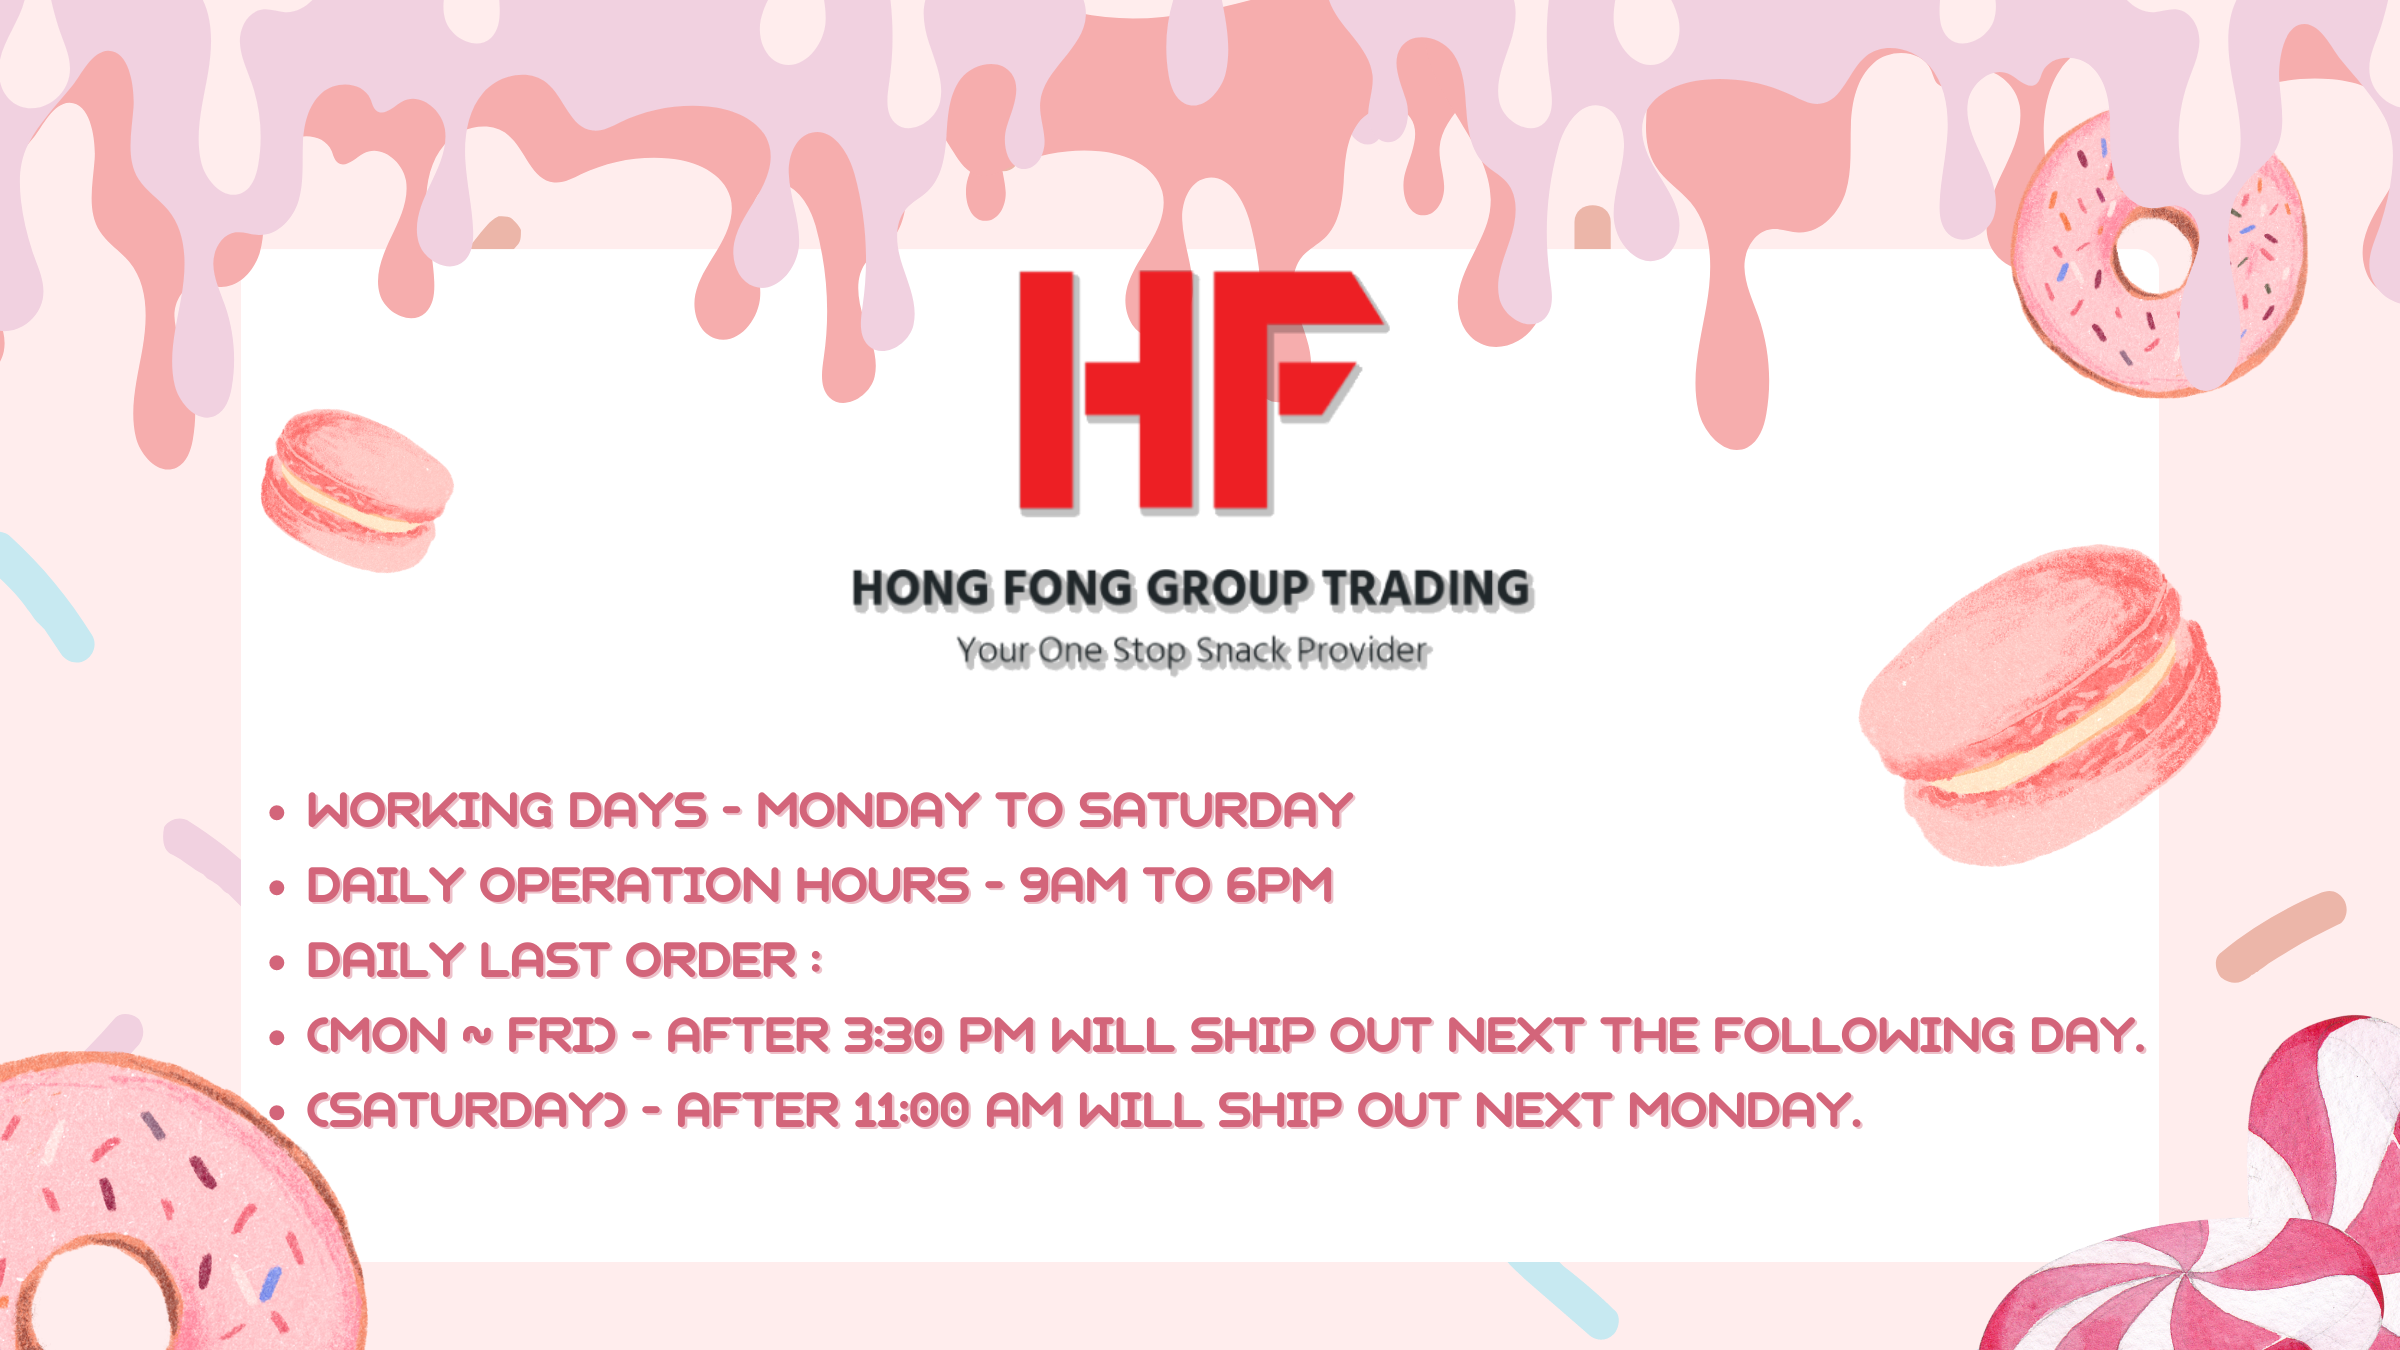 HF
HONG FONG GROUP TRADING
Your One Stop Snack Provider
• WORKING DAYS - MONDAY TO SATURDAY
• DAILY OPERATION HOURS - 9AM TO 6PM
• DAILY LAST ORDER :
• (MON ~ FRI) - AFTER 3:30 PM WILL SHIP OUT NEXT THE FOLLOWING DAY.
• (SATURDAY) - AFTER 11:00 AM WILL SHIP OUT NEXT MONDAY.